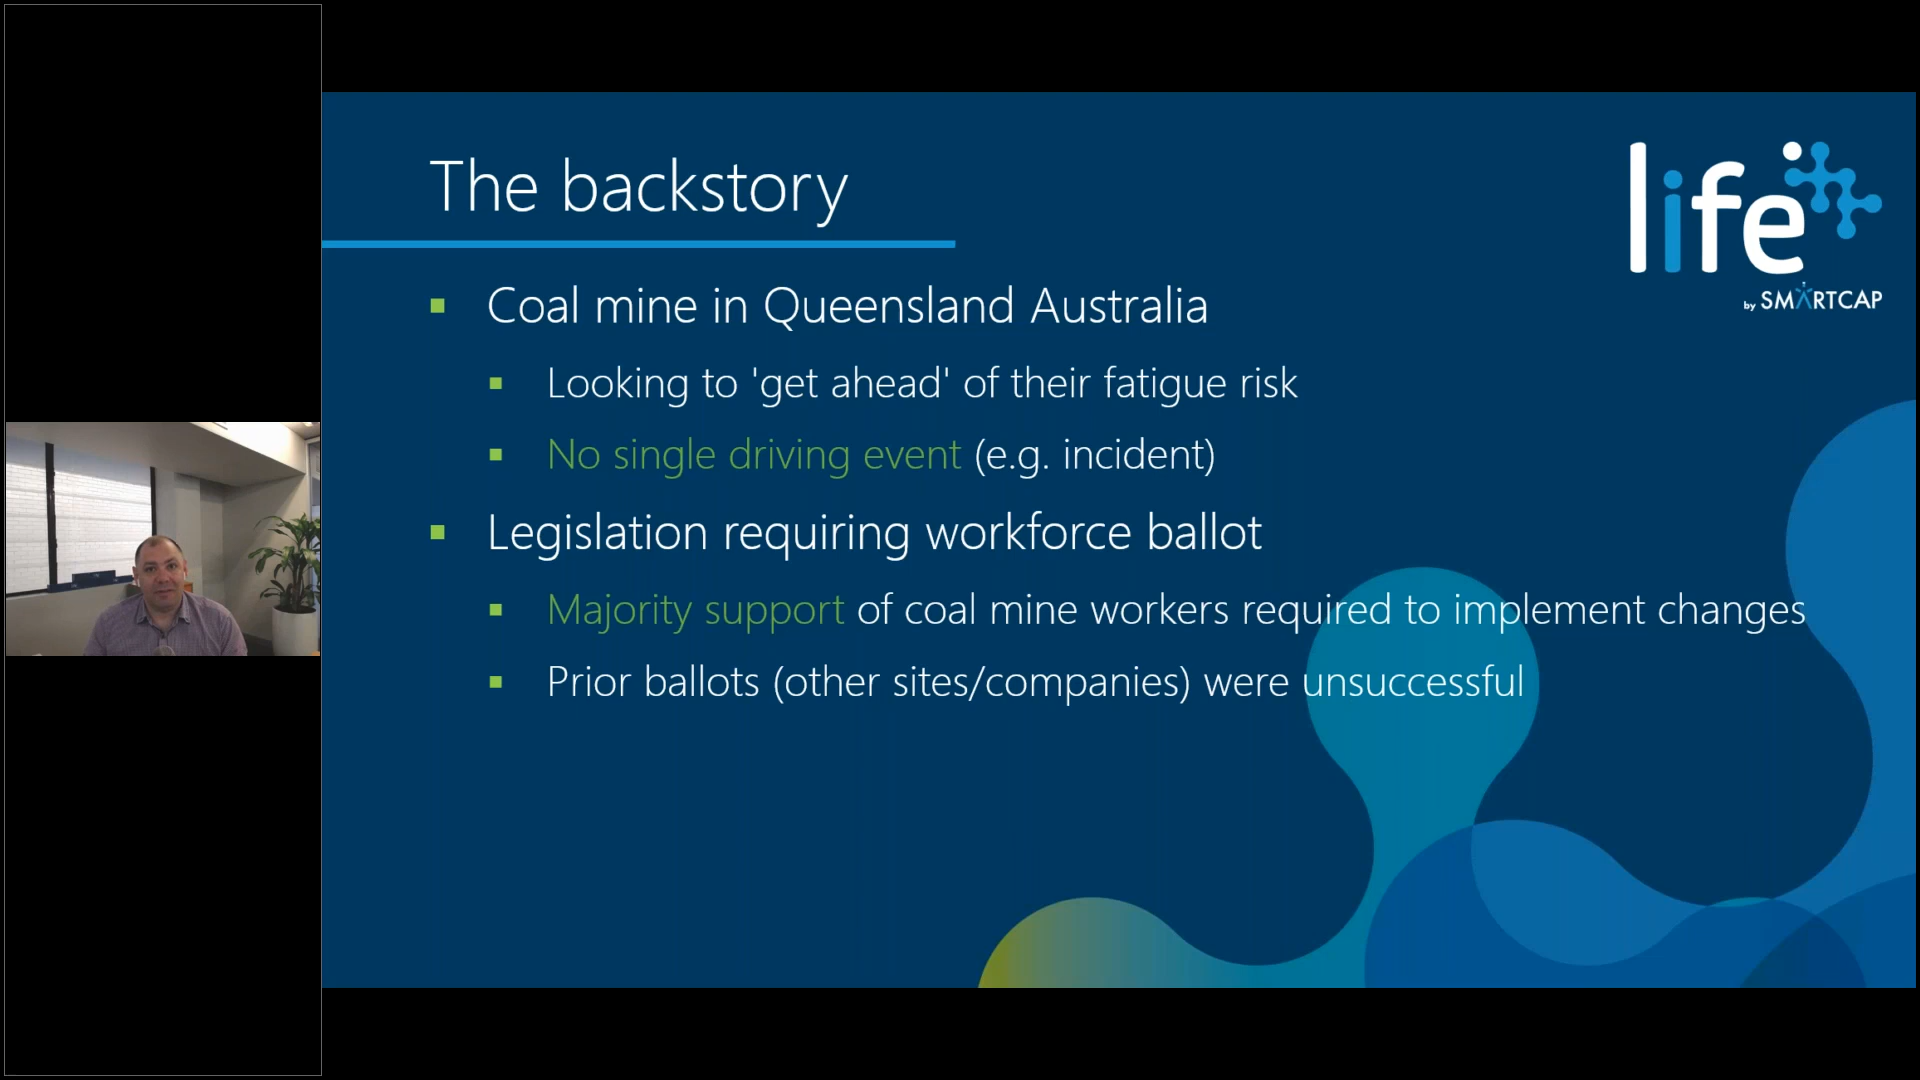 The backstory
life
by SMARTCAP
Coal mine in Queensland Australia
Looking to 'get ahead' of their fatigue risk
No single driving event (e.g. incident)
Legislation requiring workforce ballot
Majority support of coal mine workers required to implement changes
Prior ballots (other sites/companies) were unsuccessful